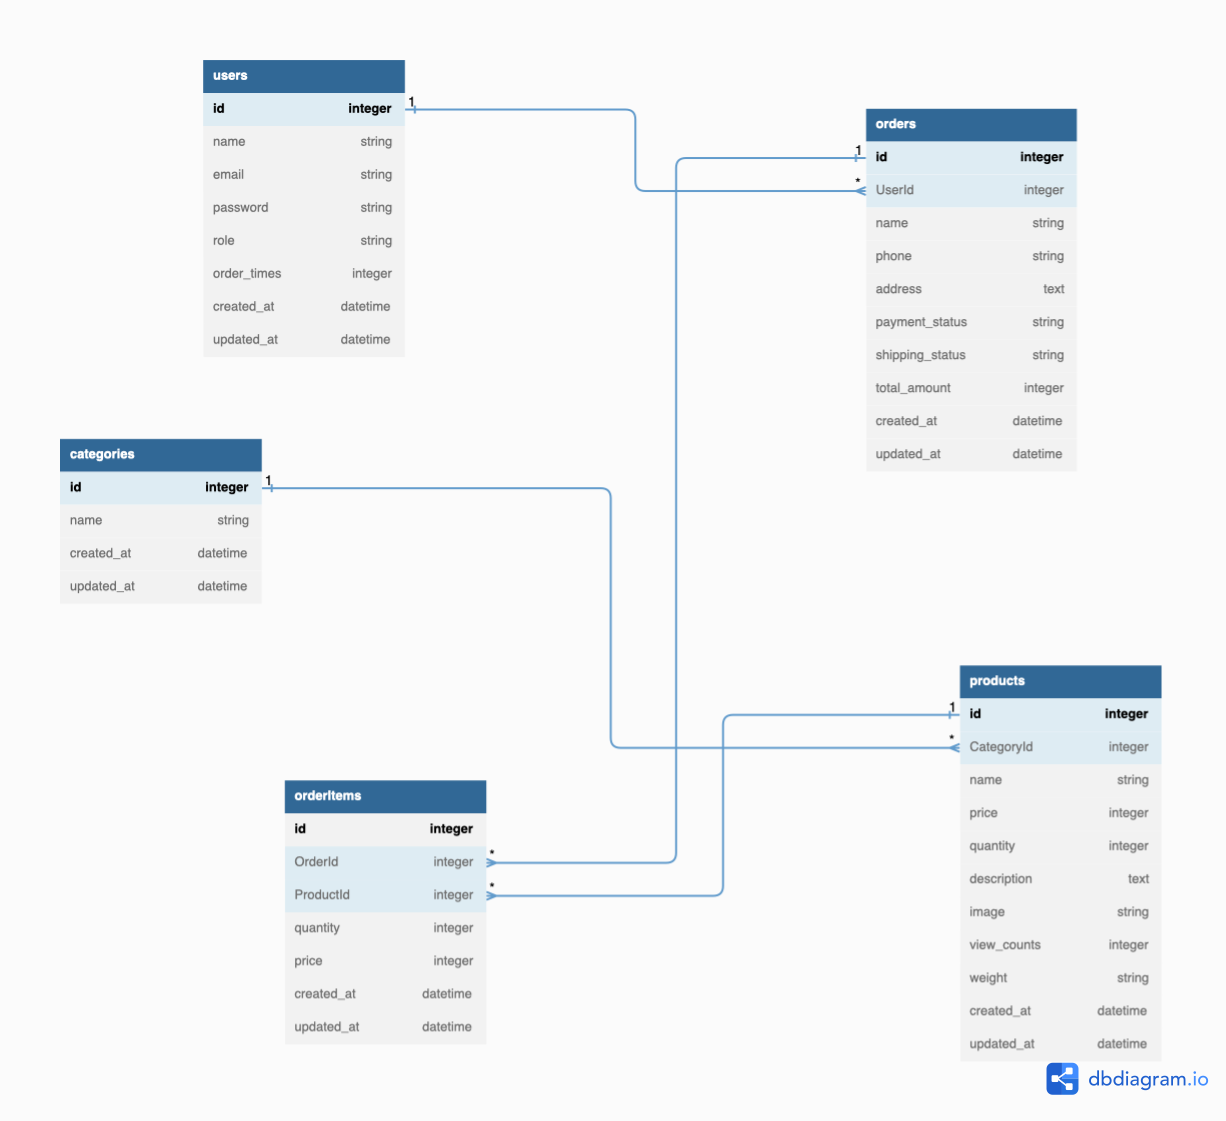 users
id integer
name string
email string
password string
role string
order_times integer
created_at datetime
updated_at datetime
1
orders
id integer
UserId integer
name string
phone string
address text
payment_status string
shipping_status string
total_amount integer
created_at datetime
updated_at datetime
1
*
categories
id integer
name string
created_at datetime
updated_at datetime
1
products
id integer
CategoryId integer
name string
price integer
quantity integer
description text
image string
view_counts integer
weight string
created_at datetime
updated_at datetime
1
*
orderItems
id integer
OrderId integer
ProductId integer
quantity integer
price integer
created_at datetime
updated_at datetime
*
*
dbdiagram.io